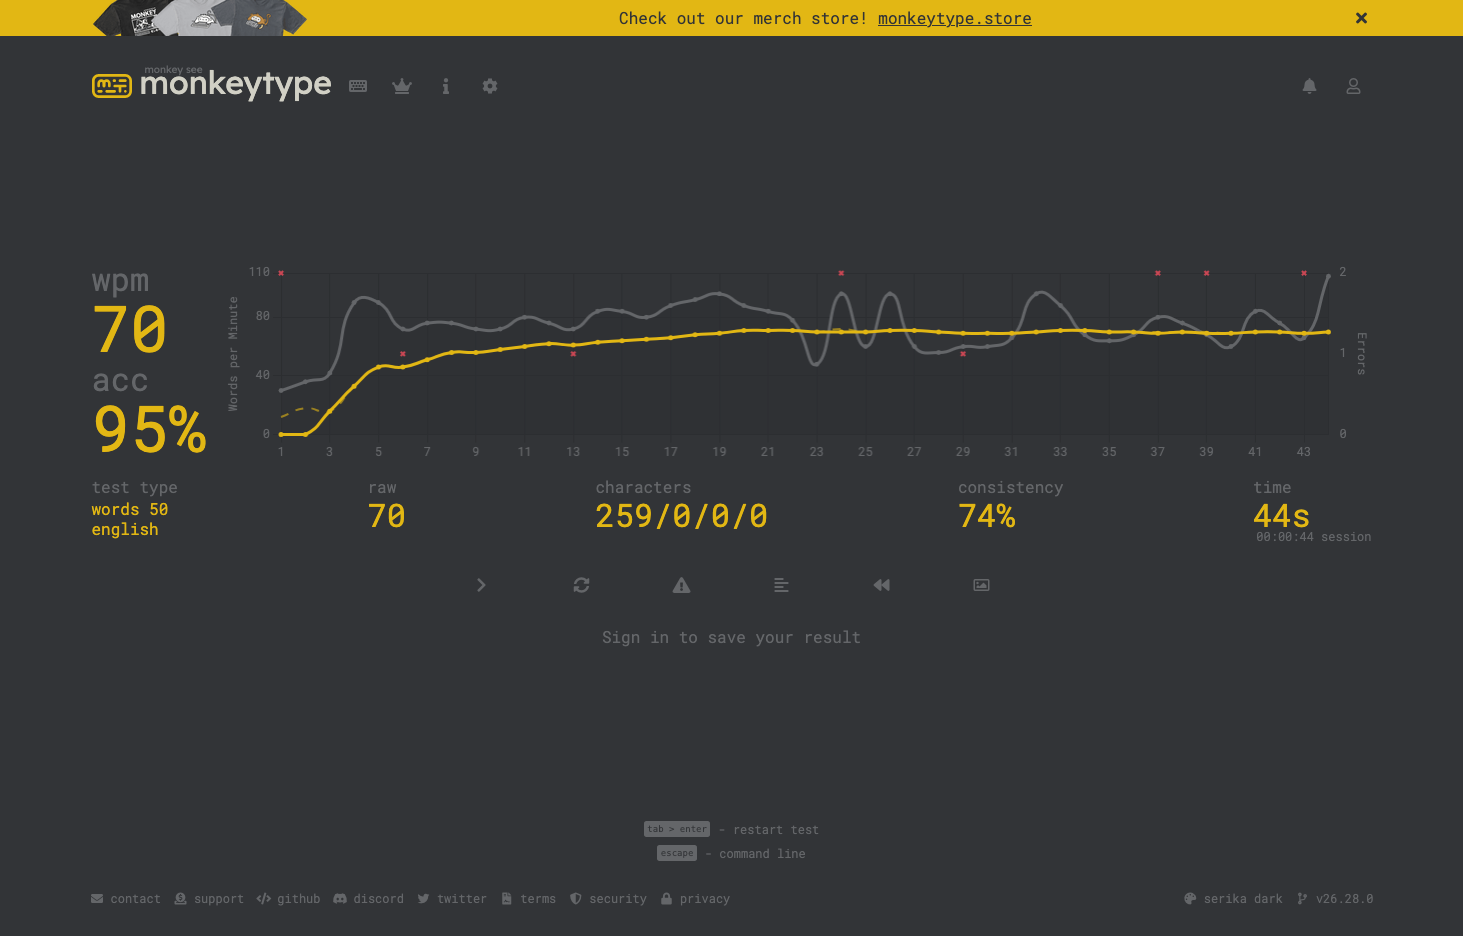 MONKEY
Check out our merch store! monkeytype.store
monkey see
monkeytype
wpm
70
acc
95%
Words per Minute
110
80
40
0
1 3 5 7 9 11 13 15 17 19 21 23 25 27 29 31 33 35 37 39 41 43
2
1
0
Errors
test type
words 50
english
raw
70
characters
259/0/0/0
consistency
74%
time
44s
00:00:44 session
Sign in to save your result
tab > enter - restart test
escape - command line
contact support github discord twitter terms security privacy serika dark v26.28.0